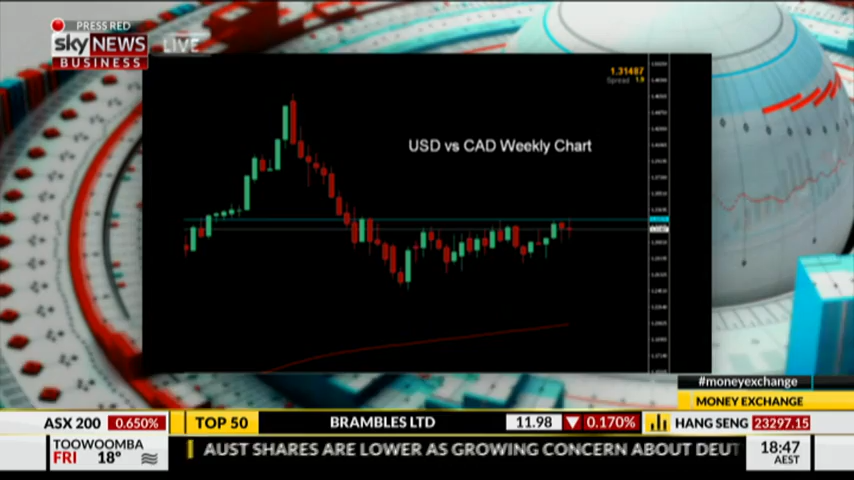 PRESS RED
sky NEWS LIVE
BUSINESS
1.31487
Spread 1.9
USD vs CAD Weekly Chart
#moneyexchange
MONEY EXCHANGE
ASX 200 0.650% TOP 50 BRAMBLES LTD 11.98 0.170% HANG SENG 23297.15
TOOWOOMBA
FRI 18°
AUST SHARES ARE LOWER AS GROWING CONCERN ABOUT DEUT
18:47
AEST